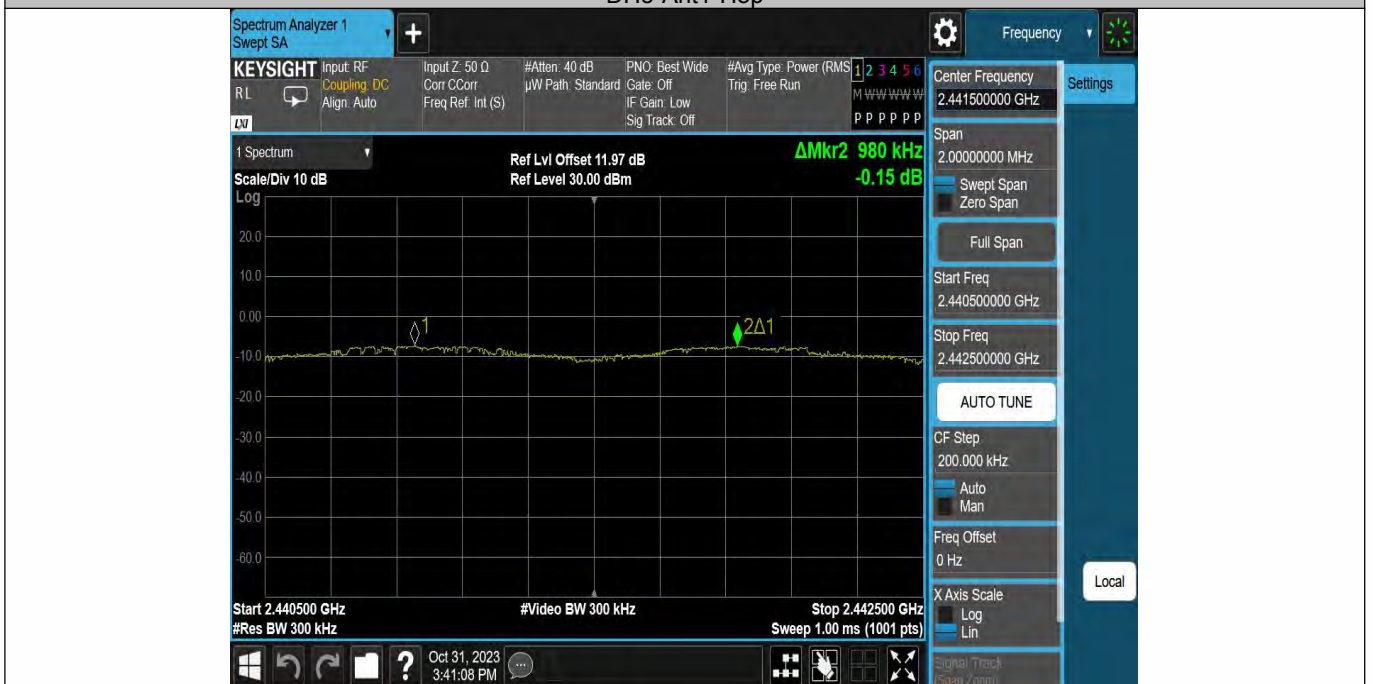 Spectrum Analyzer 1
Swept SA
+
Frequency
KEYSIGHT
RL
LXI
Input: RF
Coupling: DC
Align: Auto
Input Z: 50 Ω
Corr CCorr
Freq Ref: Int (S)
#Atten: 40 dB
µW Path: Standard
PNO: Best Wide
Gate: Off
IF Gain: Low
Sig Track: Off
#Avg Type: Power (RMS
Trig: Free Run
1 2 3 4 5 6
M W W W W W
P P P P P P
1 Spectrum
Scale/Div 10 dB
Log
Ref Lvl Offset 11.97 dB
Ref Level 30.00 dBm
ΔMkr2 980 kHz
-0.15 dB
20.0
10.0
0.00
-10.0
-20.0
-30.0
-40.0
-50.0
-60.0
1
2Δ1
Start 2.440500 GHz
#Res BW 300 kHz
#Video BW 300 kHz
Stop 2.442500 GHz
Sweep 1.00 ms (1001 pts)
Center Frequency
2.441500000 GHz
Settings
Span
2.00000000 MHz
Swept Span
Zero Span
Full Span
Start Freq
2.440500000 GHz
Stop Freq
2.442500000 GHz
AUTO TUNE
CF Step
200.000 kHz
Auto
Man
Freq Offset
0 Hz
X Axis Scale
Log
Lin
Signal Track
(Span Zoom)
Local
?
Oct 31, 2023
3:41:08 PM